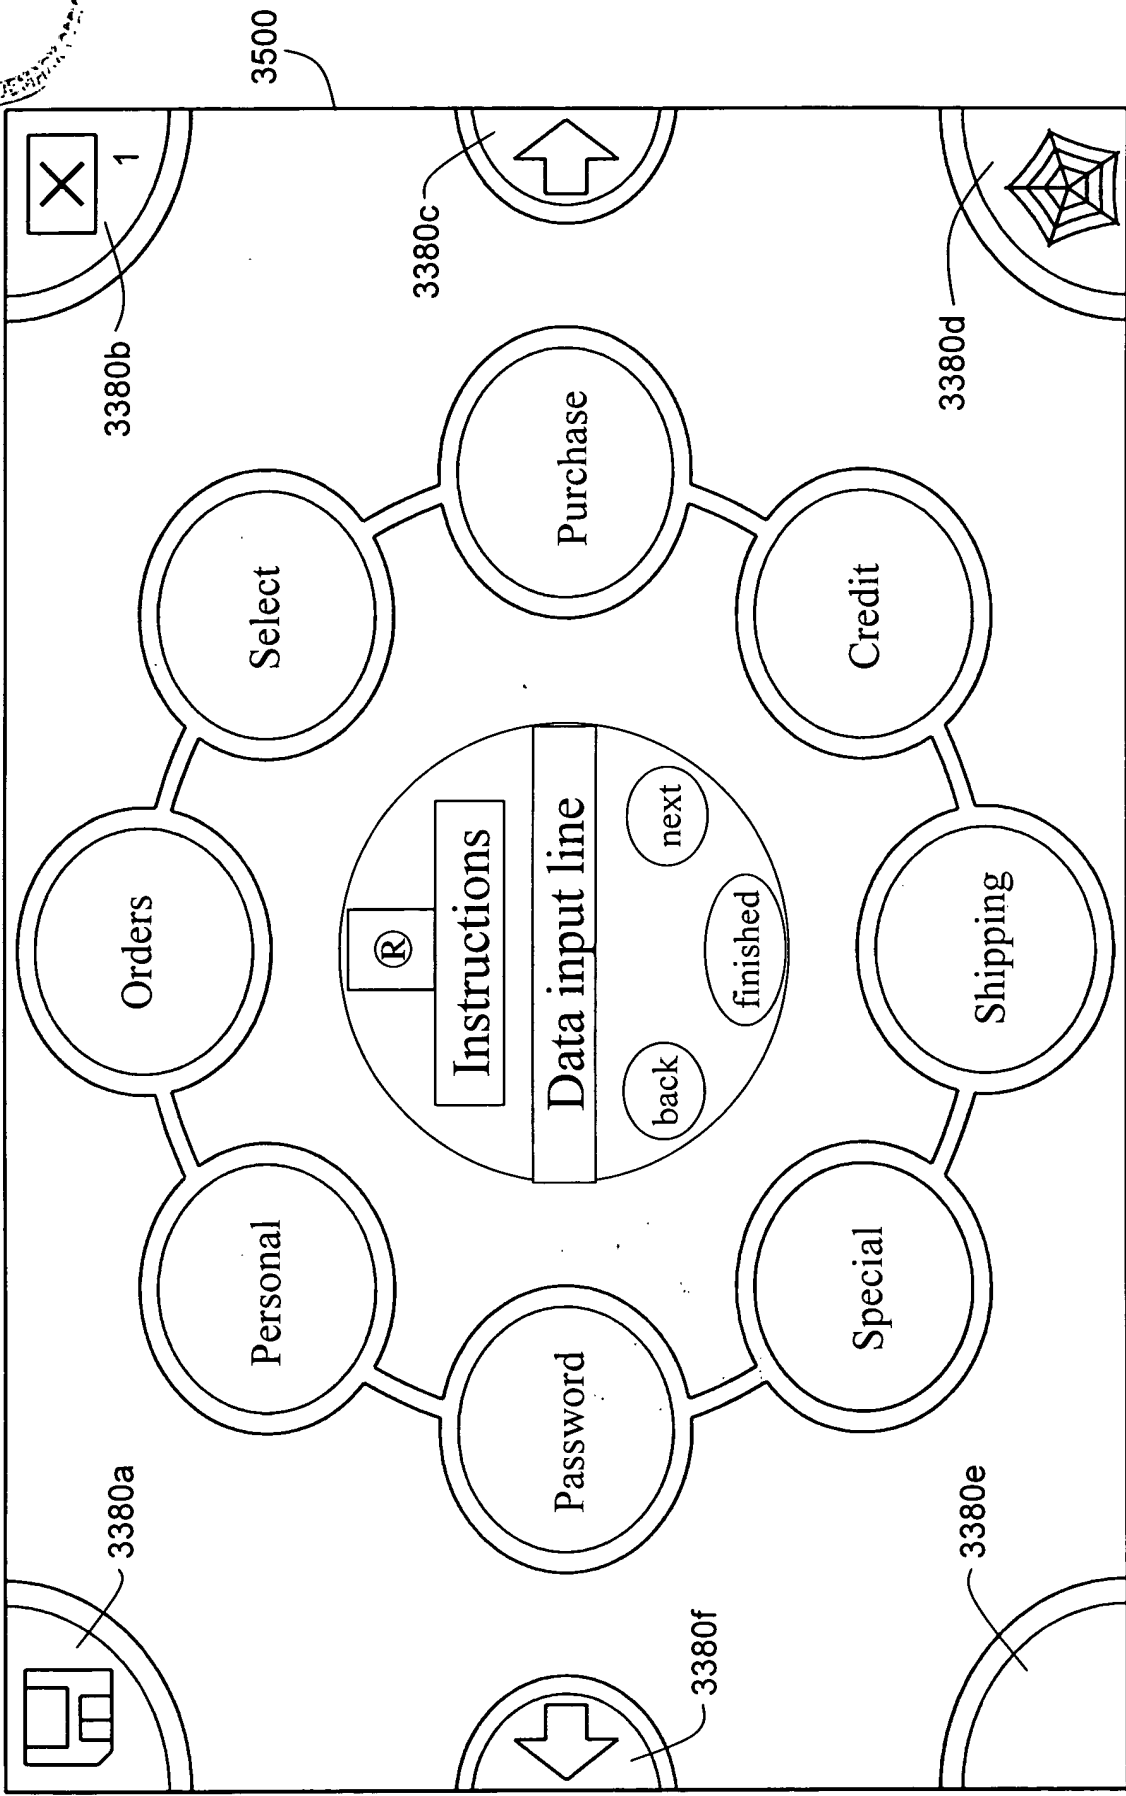 3500
3380a
3380b
1
Orders
Personal
Select
®
Instructions
3380c
Password
Data input line
Purchase
back
next
finished
3380f
Special
Credit
Shipping
3380e
3380d